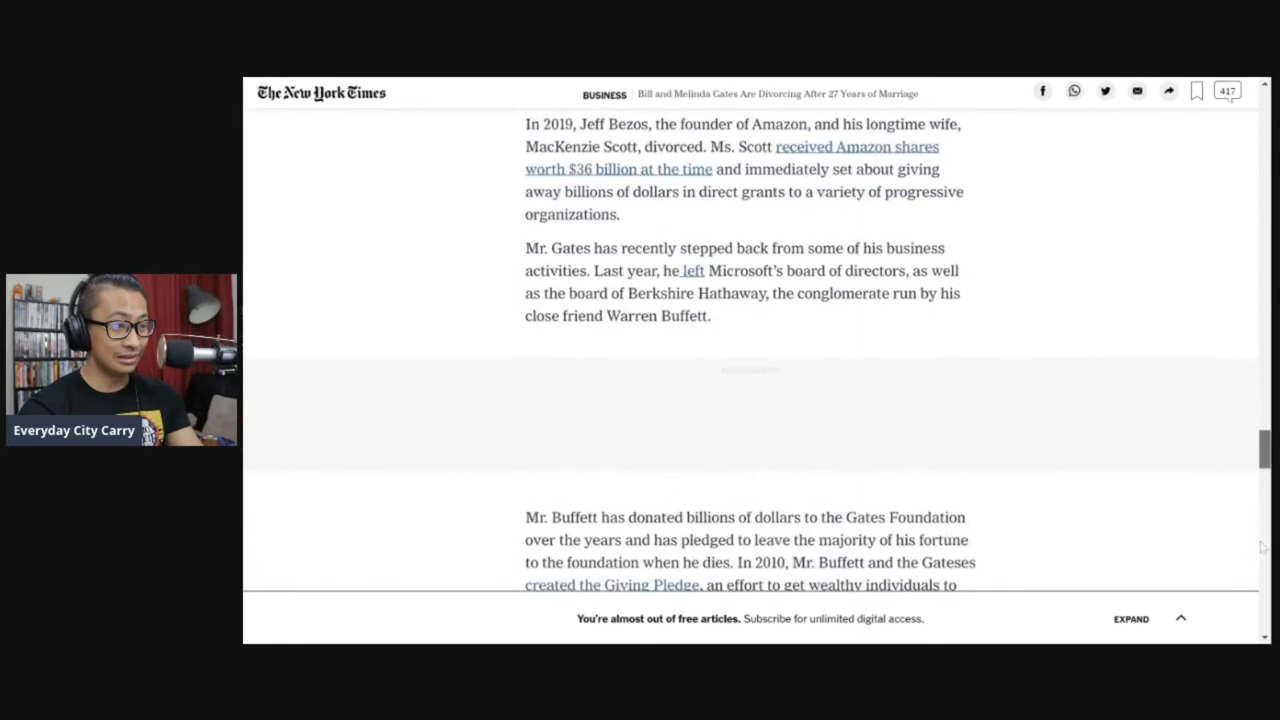 The New York Times
BUSINESS | Bill and Melinda Gates Are Divorcing After 27 Years of Marriage
417
In 2019, Jeff Bezos, the founder of Amazon, and his longtime wife,
MacKenzie Scott, divorced. Ms. Scott received Amazon shares
worth $36 billion at the time and immediately set about giving
away billions of dollars in direct grants to a variety of progressive
organizations.
Mr. Gates has recently stepped back from some of his business
activities. Last year, he left Microsoft's board of directors, as well
as the board of Berkshire Hathaway, the conglomerate run by his
close friend Warren Buffett.
Everyday City Carry
Mr. Buffett has donated billions of dollars to the Gates Foundation
over the years and has pledged to leave the majority of his fortune
to the foundation when he dies. In 2010, Mr. Buffett and the Gateses
created the Giving Pledge, an effort to get wealthy individuals to
You're almost out of free articles. Subscribe for unlimited digital access.
EXPAND